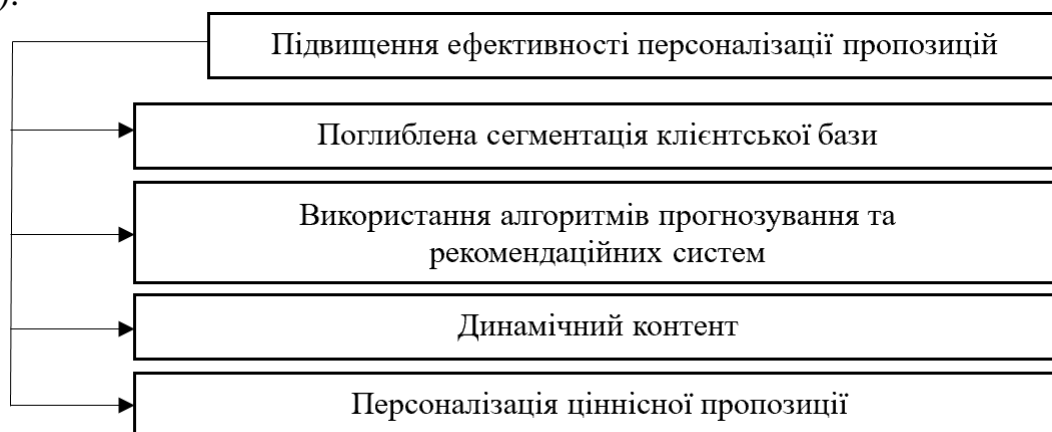 ).
Підвищення ефективності персоналізації пропозицій
Поглиблена сегментація клієнтської бази
Використання алгоритмів прогнозування та
рекомендаційних систем
Динамічний контент
Персоналізація ціннісної пропозиції